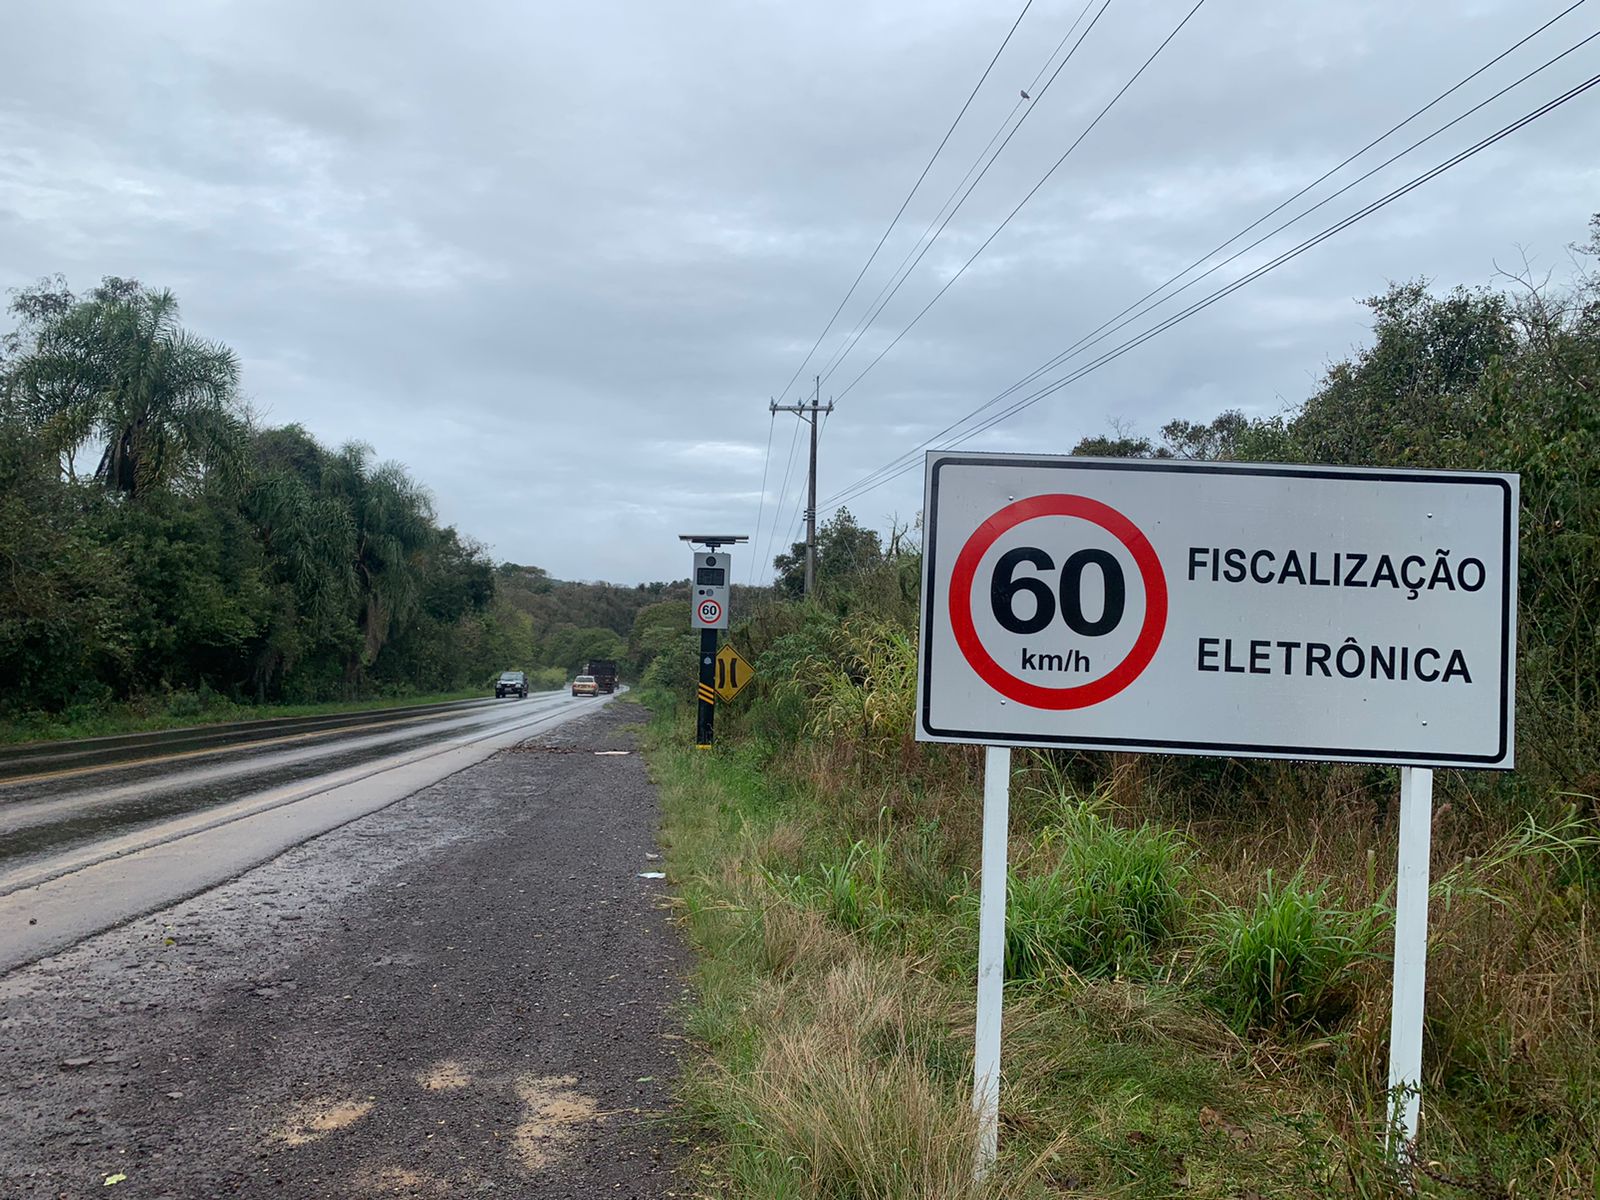 60
km/h
FISCALIZAÇÃO
ELETRÔNICA
60